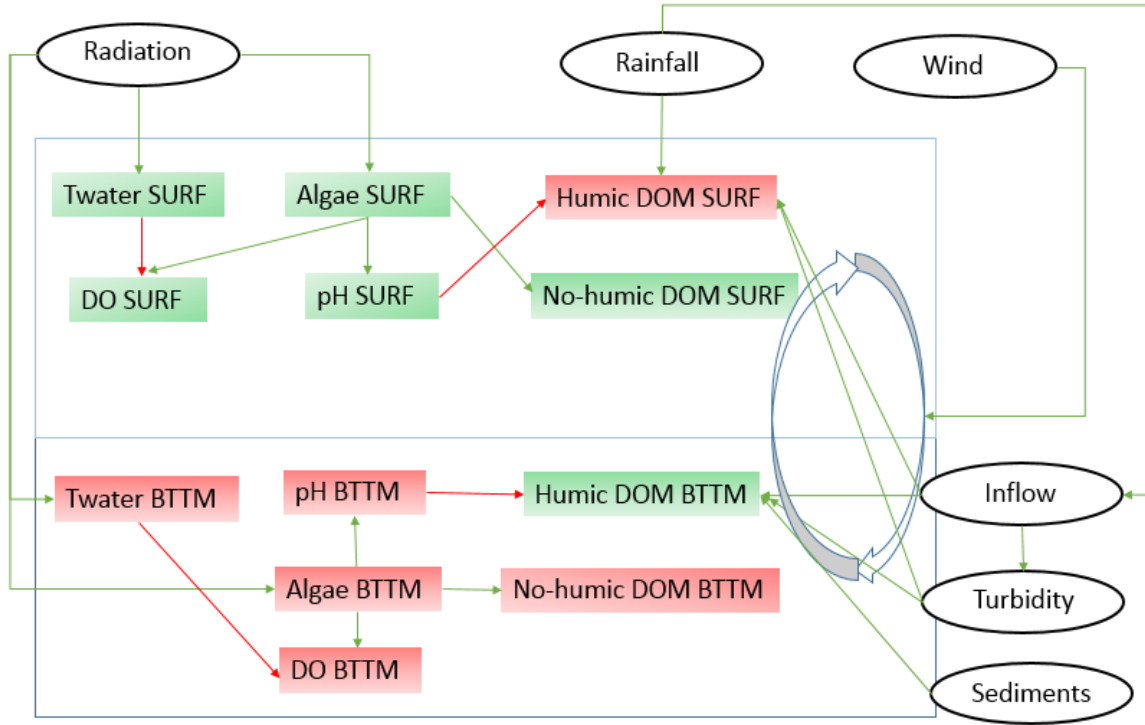 Radiation
Rainfall
Wind
Twater SURF
Algae SURF
Humic DOM SURF
DO SURF
pH SURF
No-humic DOM SURF
Twater BTTM
pH BTTM
Humic DOM BTTM
Inflow
Algae BTTM
No-humic DOM BTTM
Turbidity
DO BTTM
Sediments